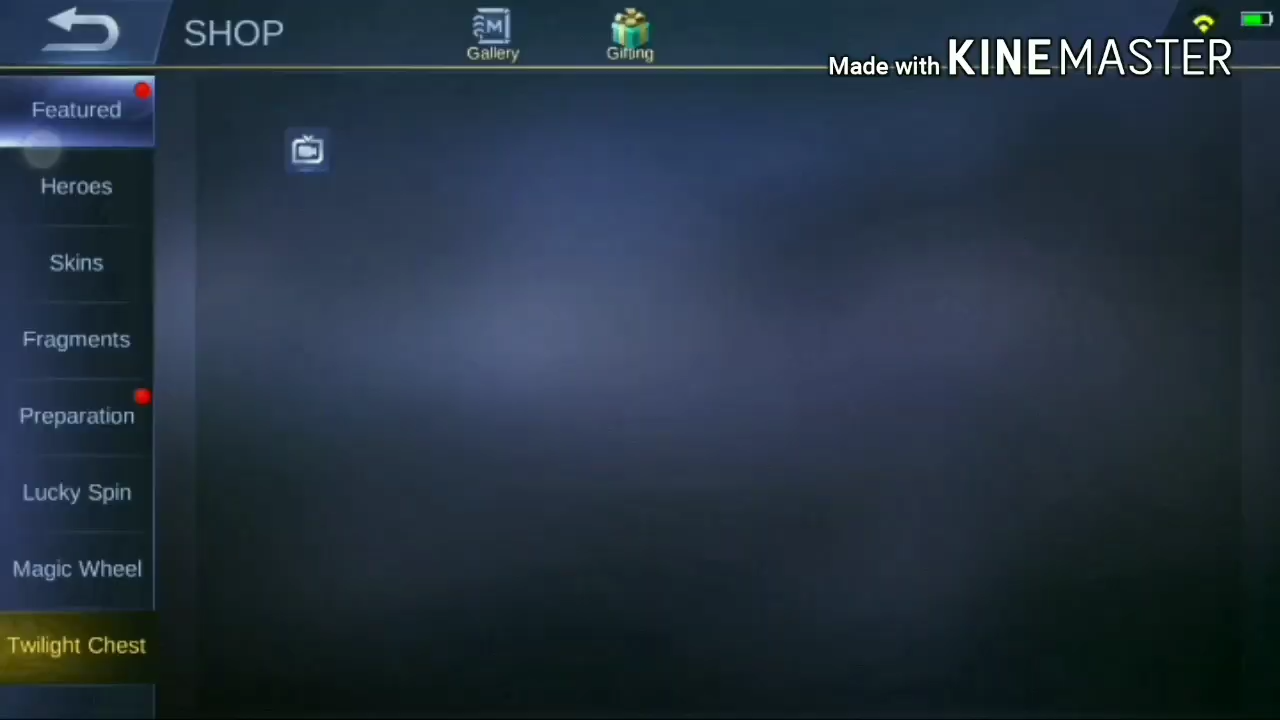 SHOP
Gallery
Gifting
Made with KINEMASTER
Featured
Heroes
Skins
Fragments
Preparation
Lucky Spin
Magic Wheel
Twilight Chest